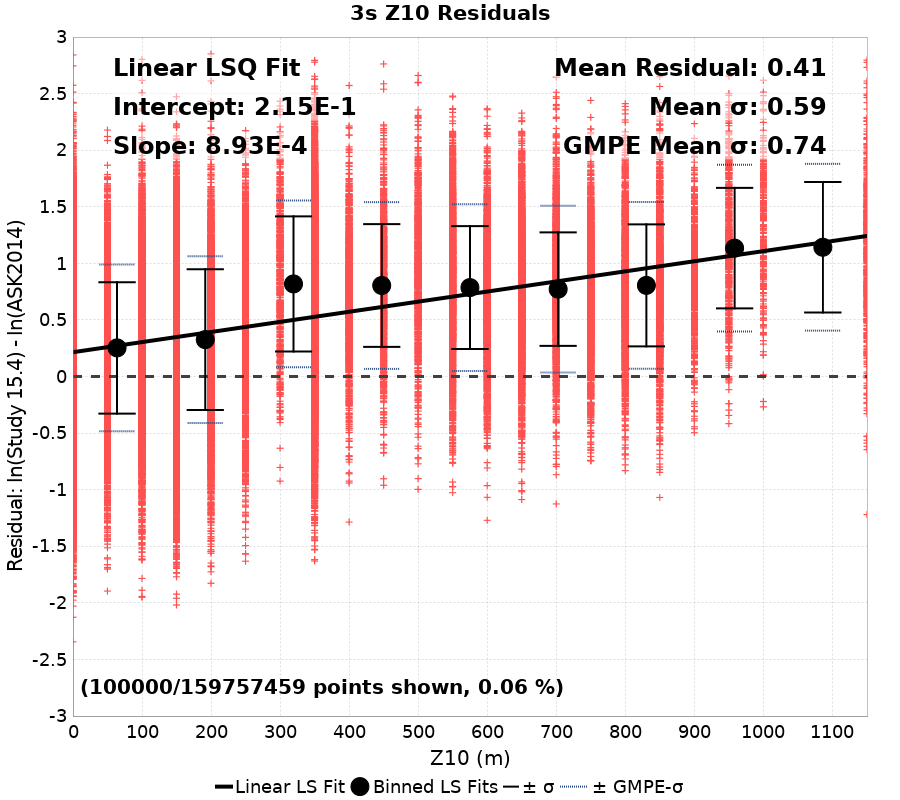 3s Z10 Residuals
Linear LSQ Fit
Intercept: 2.15E-1
Slope: 8.93E-4
Mean Residual: 0.41
Mean σ: 0.59
GMPE Mean σ: 0.74
Residual: ln(Study 15.4) - ln(ASK2014)
3
2.5
2
1.5
1
0.5
0
-0.5
-1
-1.5
-2
-2.5
-3
(100000/159757459 points shown, 0.06 %)
0 100 200 300 400 500 600 700 800 900 1000 1100
Z10 (m)
Linear LS Fit Binned LS Fits ± σ ± GMPE-σ